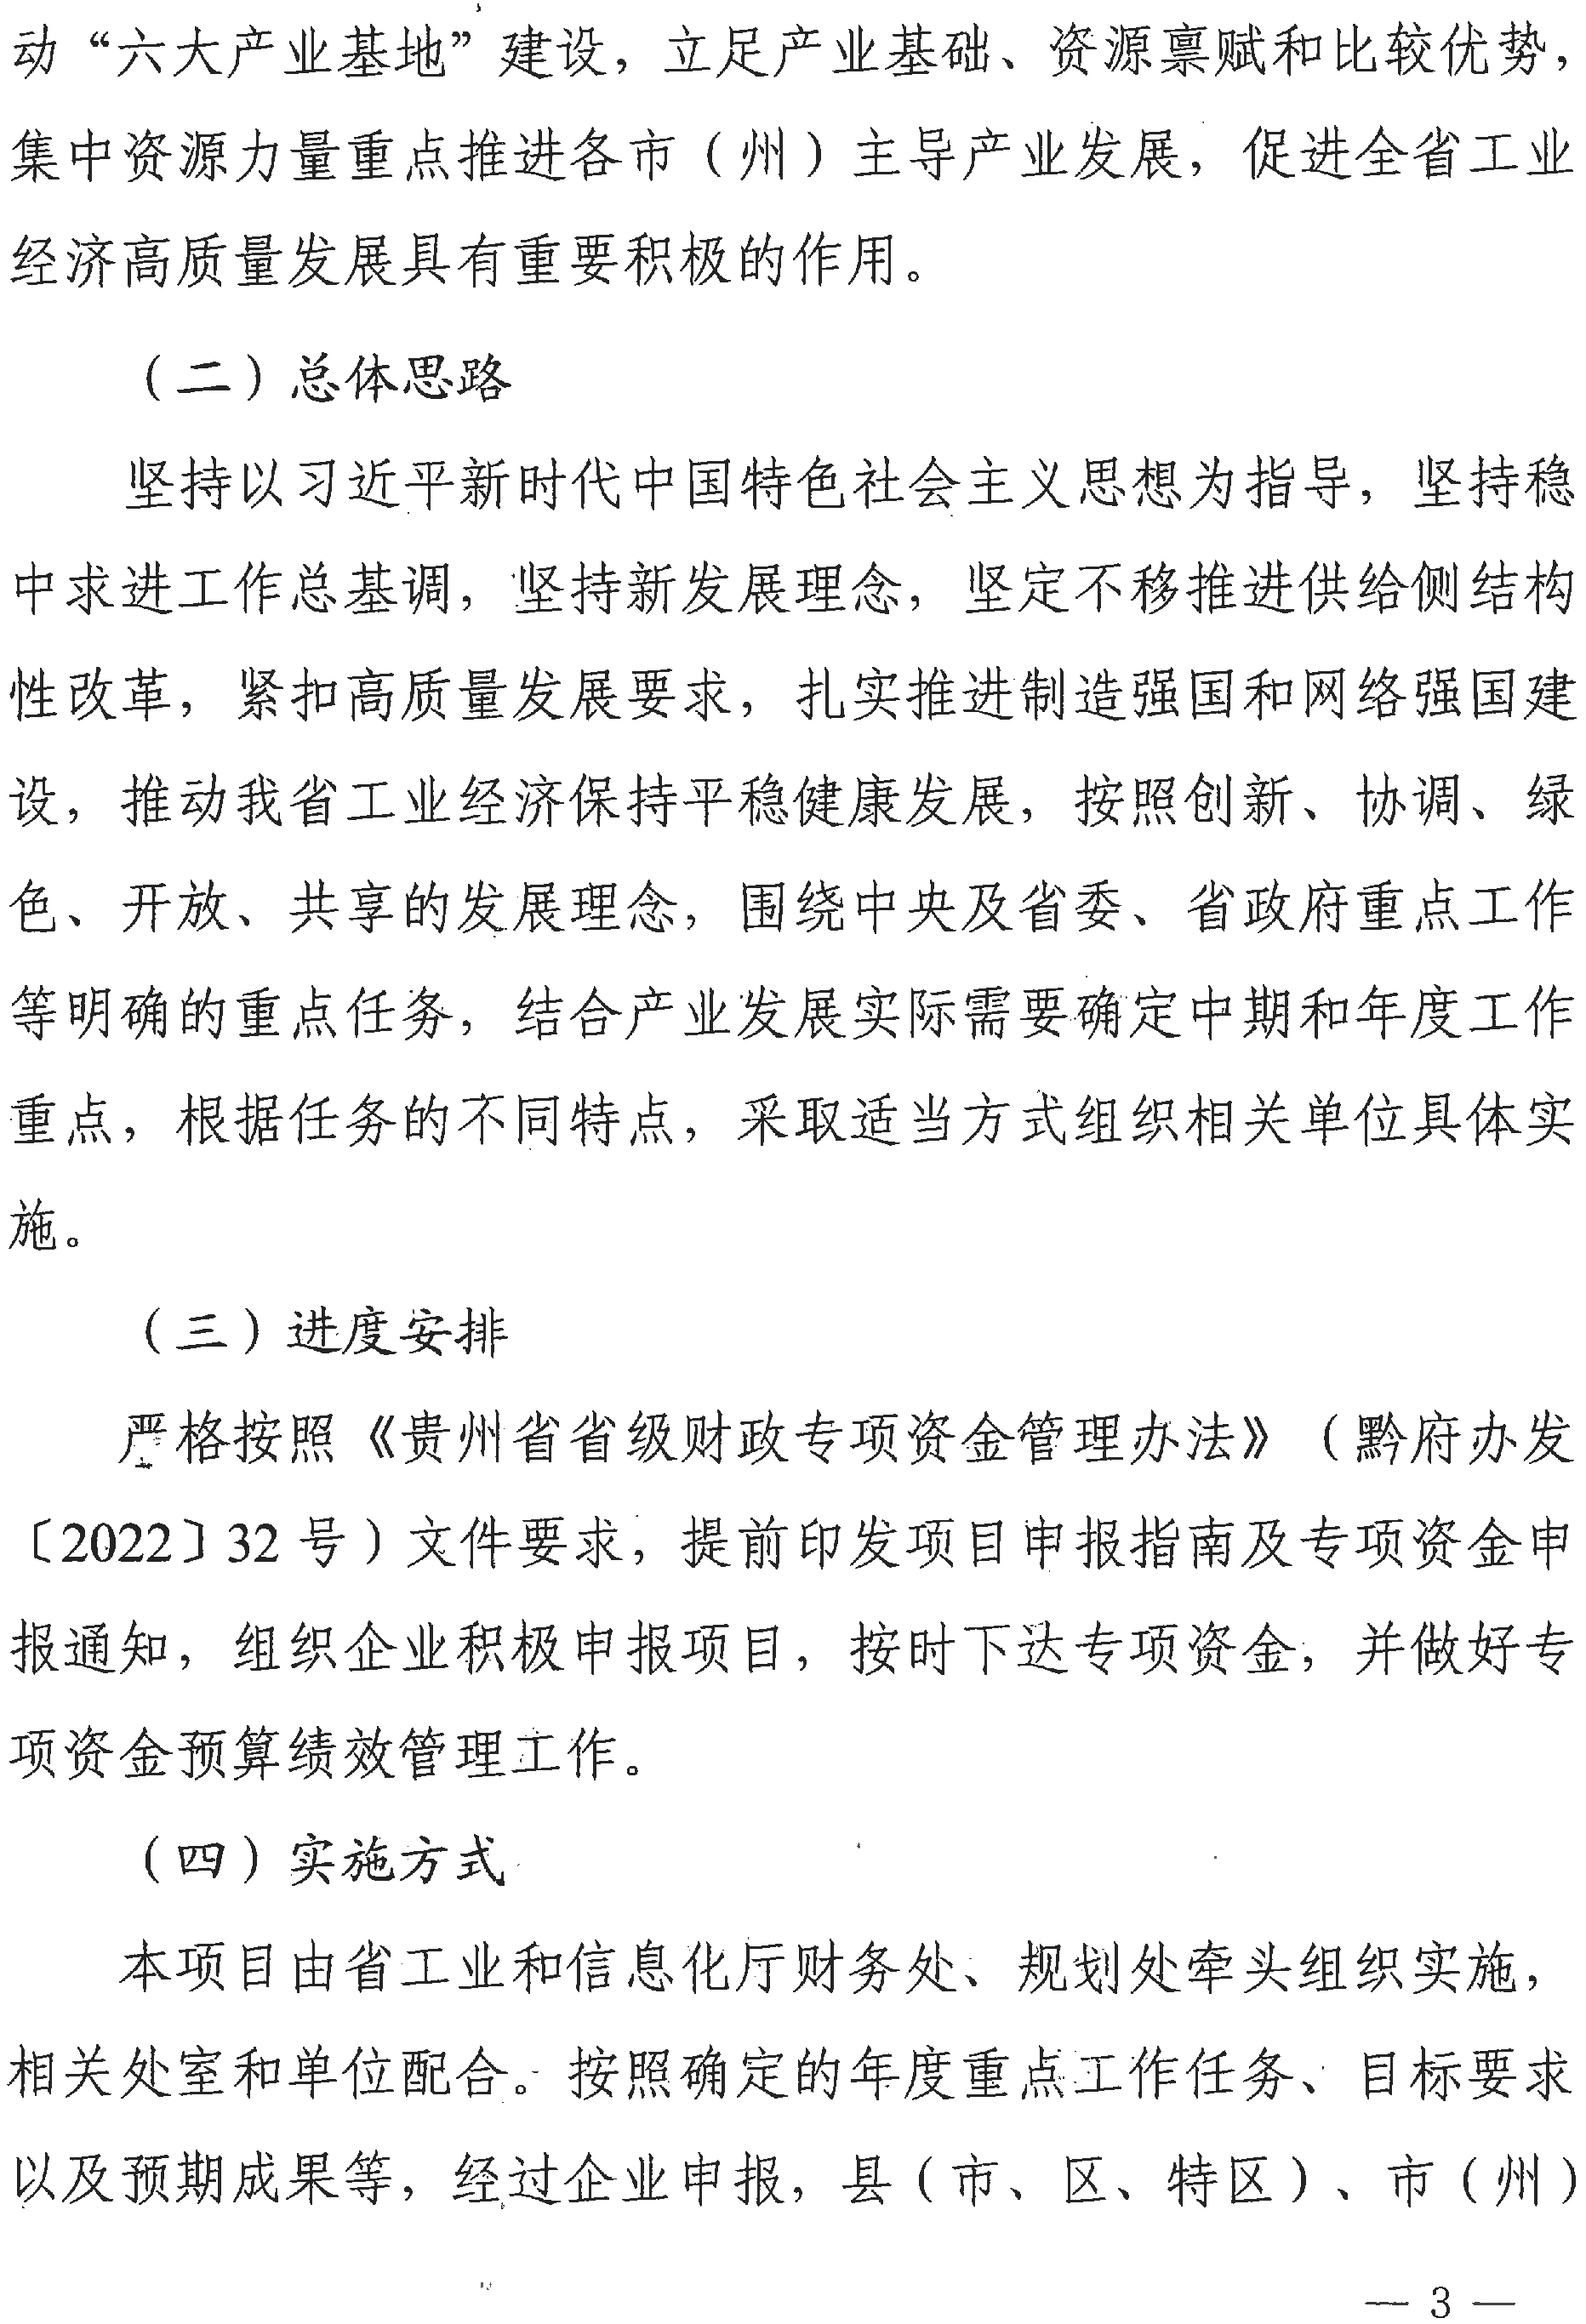 动“六大产业基地”建设，立足产业基础、资源禀赋和比较优势，
集中资源力量重点推进各市（州）主导产业发展，促进全省工业
经济高质量发展具有重要积极的作用。
（二）总体思路
坚持以习近平新时代中国特色社会主义思想为指导，坚持稳
中求进工作总基调，坚持新发展理念，坚定不移推进供给侧结构
性改革，紧扣高质量发展要求，扎实推进制造强国和网络强国建
设，推动我省工业经济保持平稳健康发展，按照创新、协调、绿
色、开放、共享的发展理念，围绕中央及省委、省政府重点工作
等明确的重点任务，结合产业发展实际需要确定中期和年度工作
重点，根据任务的不同特点，采取适当方式组织相关单位具体实
施。
（三）进度安排
严格按照《贵州省省级财政专项资金管理办法》（黔府办发
〔2022〕32 号）文件要求，提前印发项目申报指南及专项资金申
报通知，组织企业积极申报项目，按时下达专项资金，并做好专
项资金预算绩效管理工作。
（四）实施方式
本项目由省工业和信息化厅财务处、规划处牵头组织实施，
相关处室和单位配合。按照确定的年度重点工作任务、目标要求
以及预期成果等，经过企业申报，县（市、区、特区）、市（州）
— 3 —